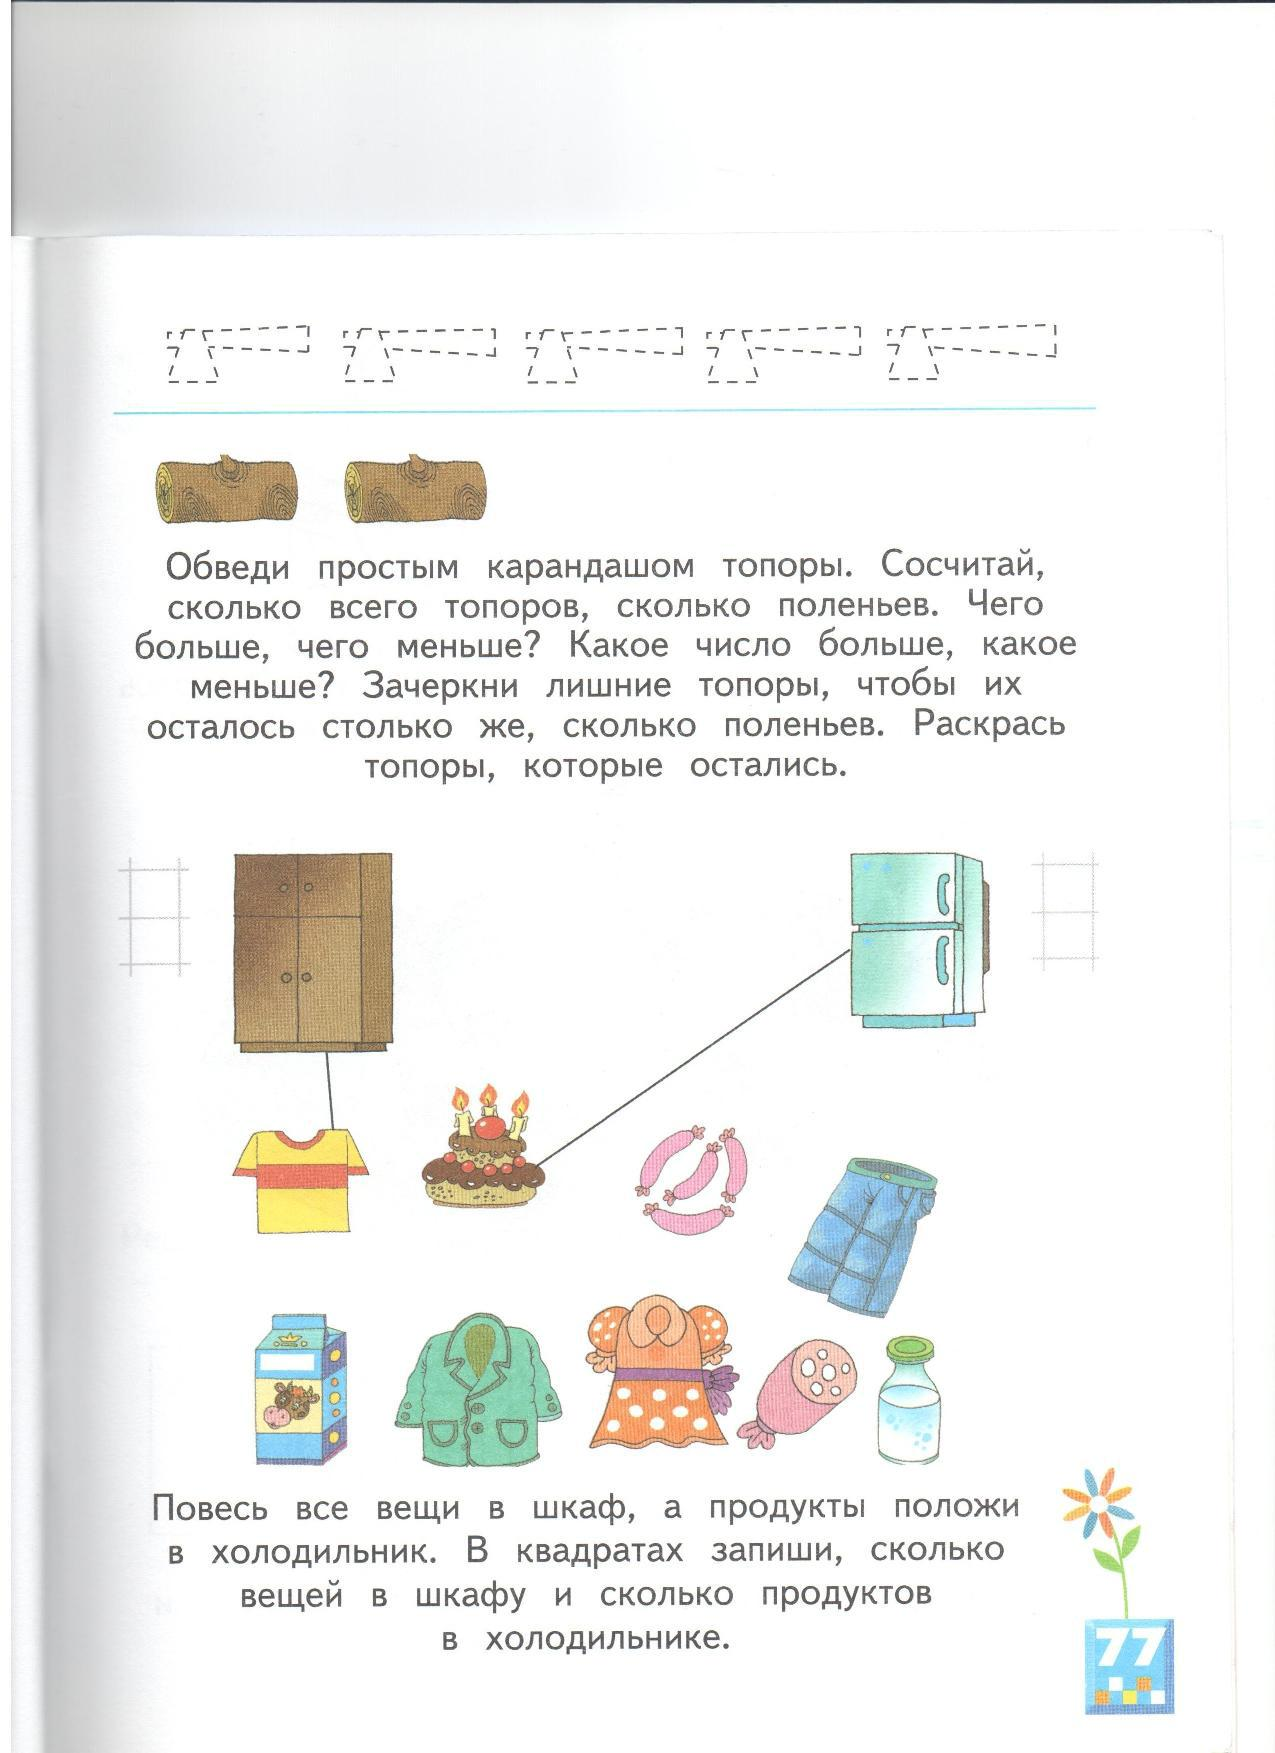 Обведи простым карандашом топоры. Сосчитай,
сколько всего топоров, сколько поленьев. Чего
больше, чего меньше? Какое число больше, какое
меньше? Зачеркни лишние топоры, чтобы их
осталось столько же, сколько поленьев. Раскрась
топоры, которые остались.
Повесь все вещи в шкаф, а продукты положи
в холодильник. В квадратах запиши, сколько
вещей в шкафу и сколько продуктов
в холодильнике.
77